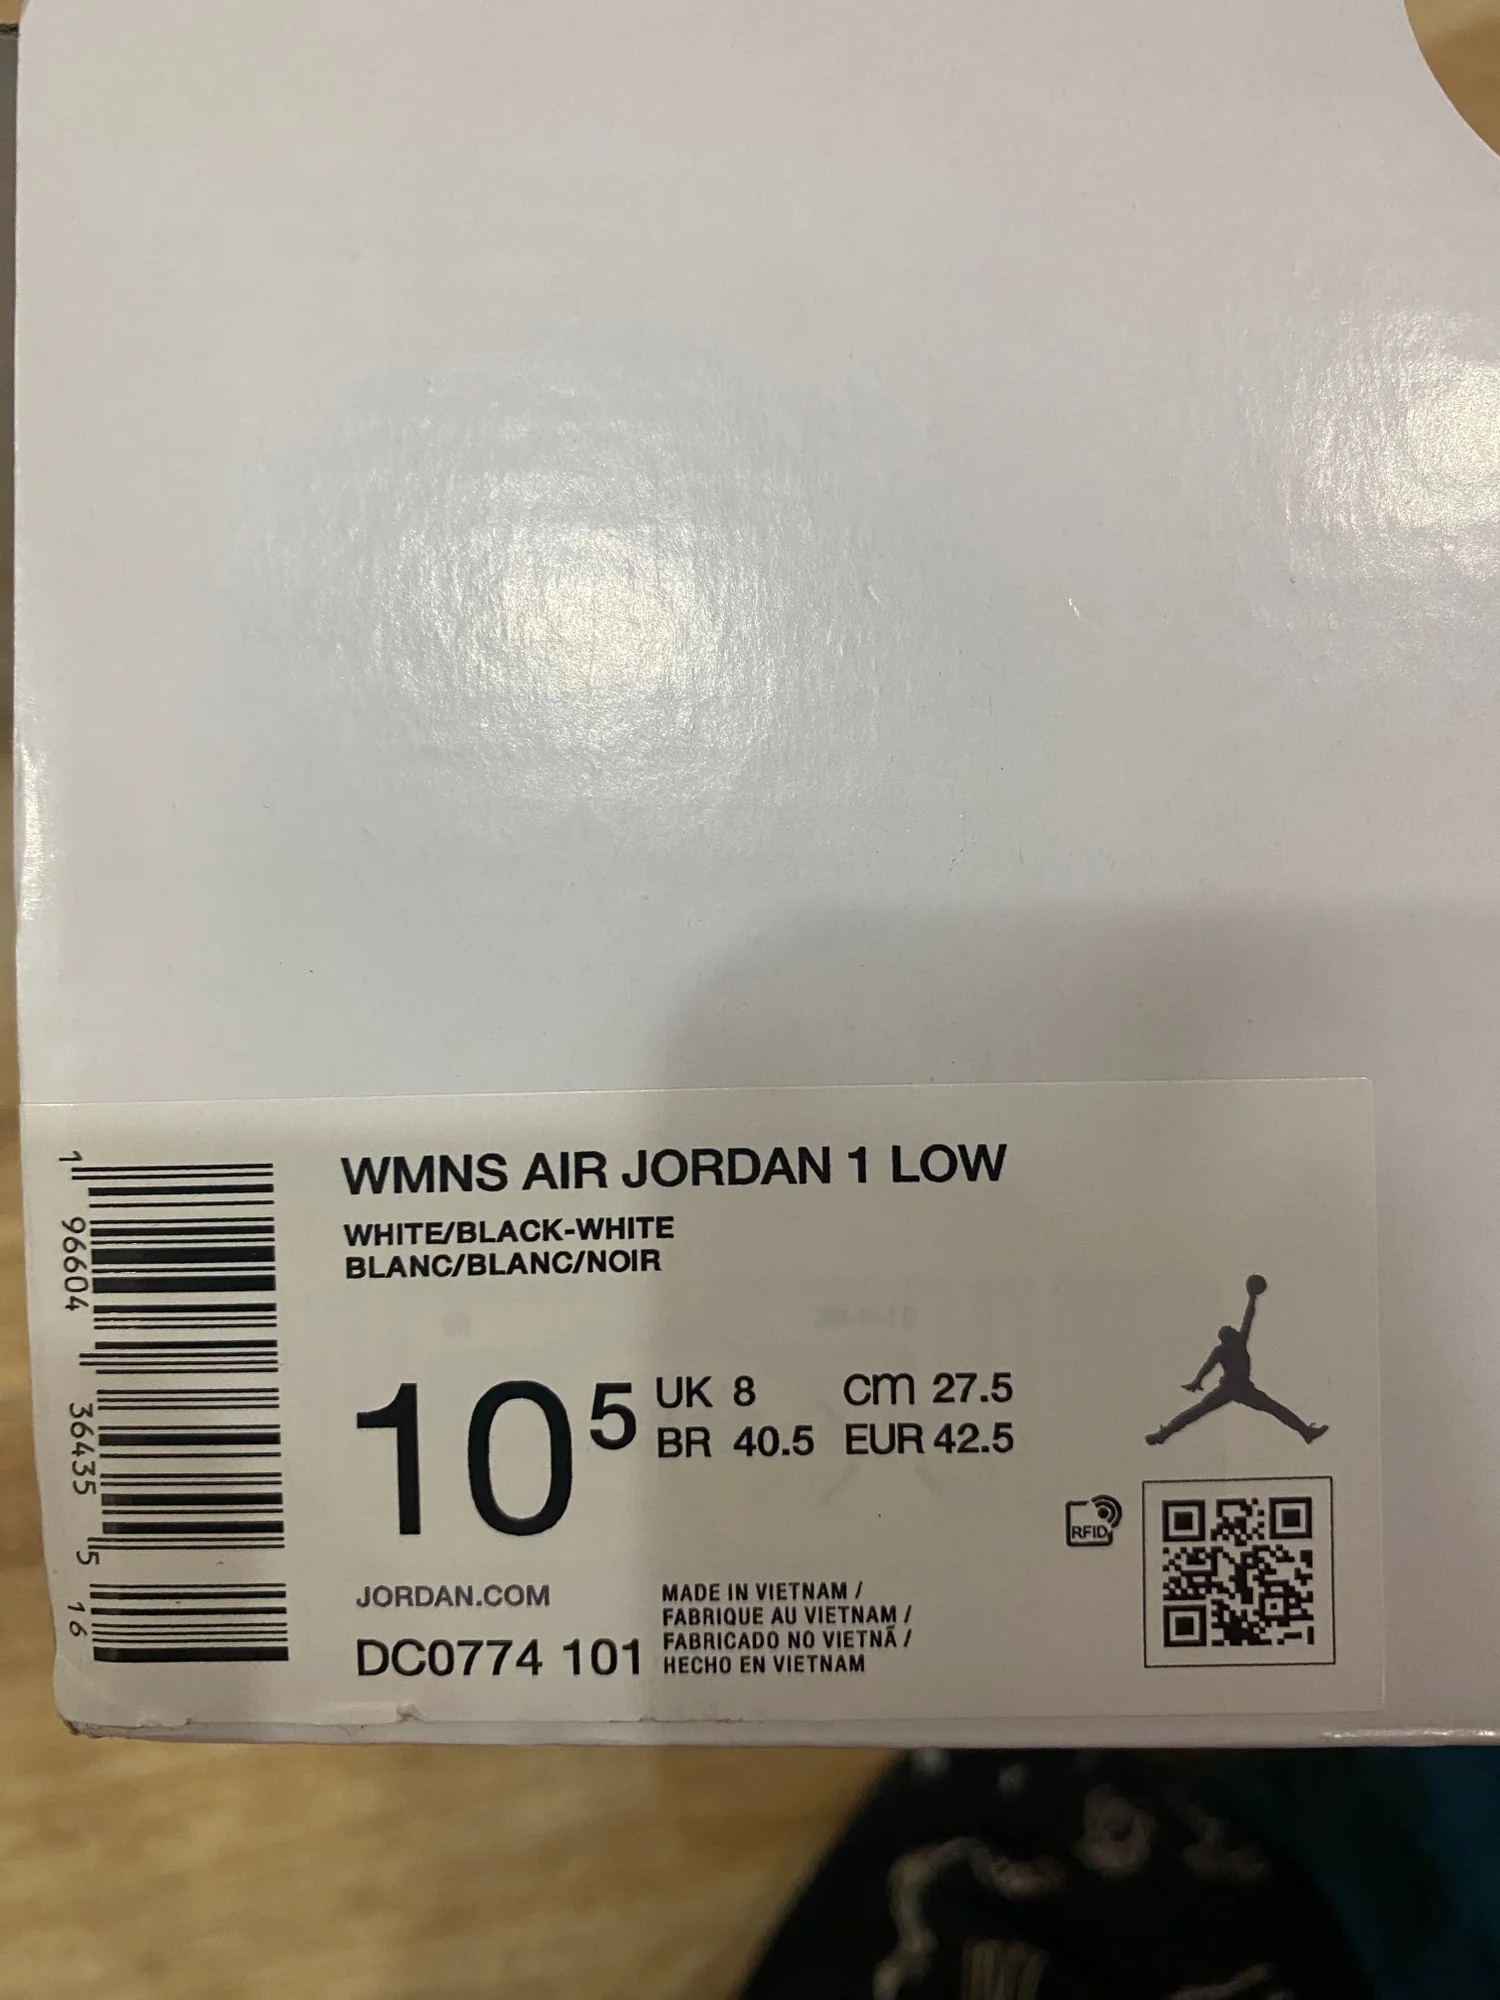 WMNS AIR JORDAN 1 LOW
WHITE/BLACK-WHITE
BLANC/BLANC/NOIR
10 5
UK 8 CM 27.5
BR 40.5 EUR 42.5
RFID
JORDAN.COM
DC0774 101
MADE IN VIETNAM /
FABRIQUE AU VIETNAM /
FABRICADO NO VIETNÃ /
HECHO EN VIETNAM
1 96604 36435 5 16